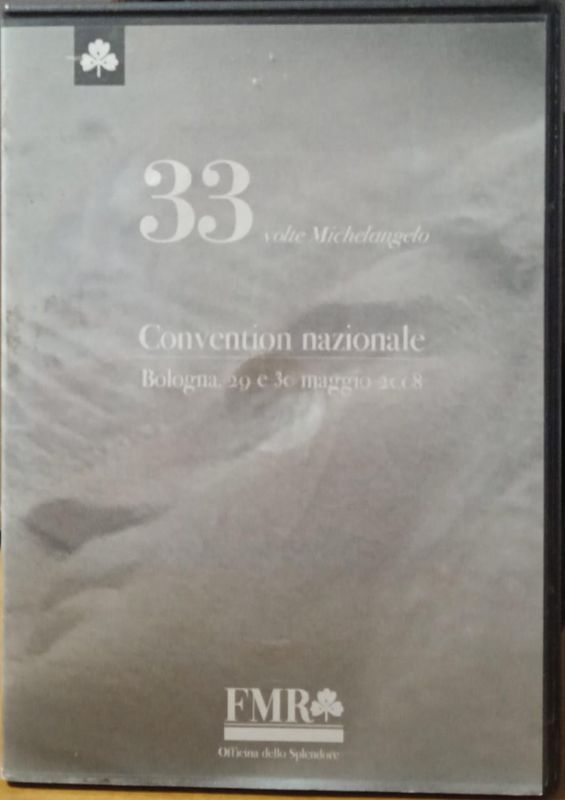 33 volte Michelangelo
Convention nazionale
Bologna, 29 e 30 maggio 2008
FMR
Officina dello Splendore